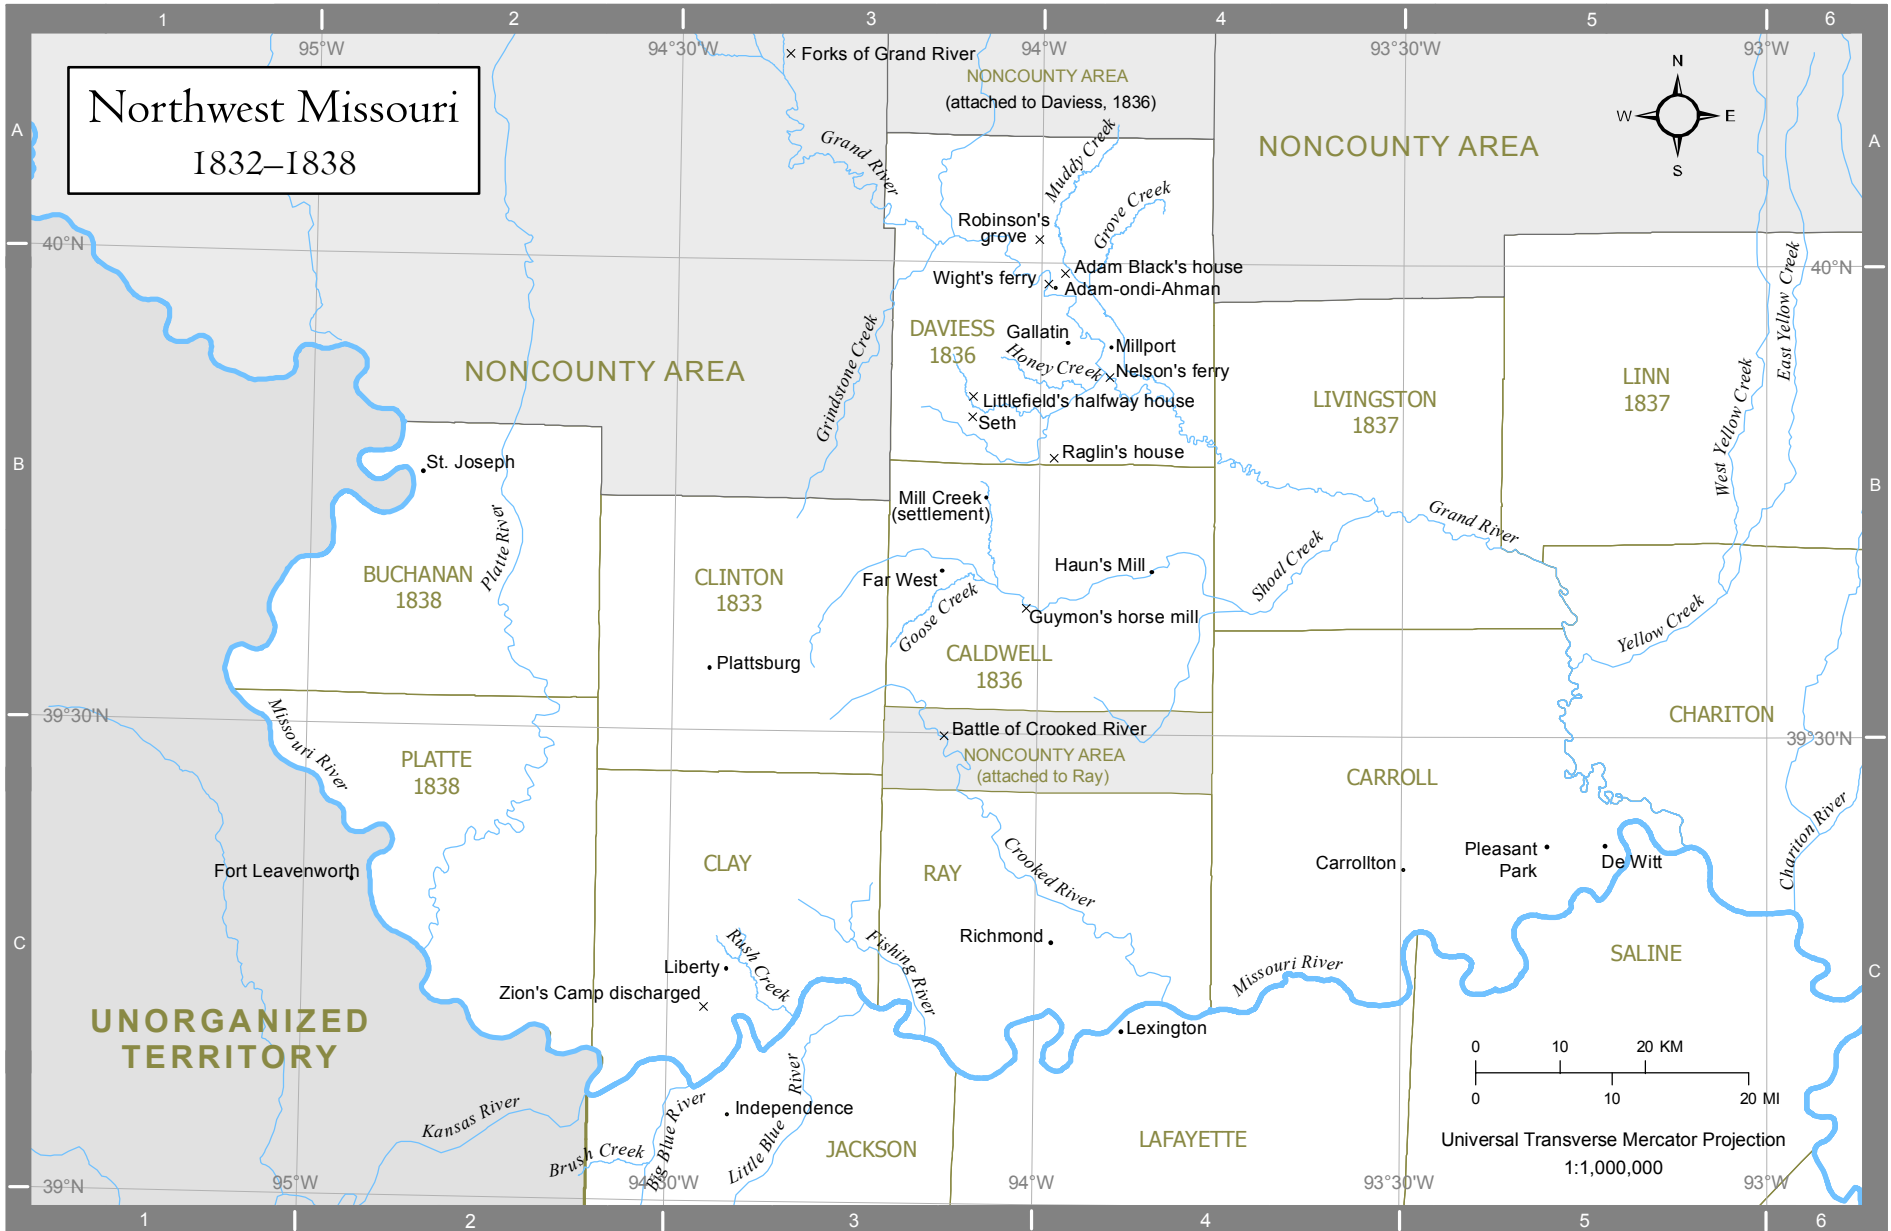 1
2
3
4
5
6
95°W
94°30'W
94°W
93°30'W
93°W
Northwest Missouri
1832–1838
Forks of Grand River
NONCOUNTY AREA
(attached to Daviess, 1836)
NONCOUNTY AREA
N
W
E
S
A
A
Grand River
Muddy Creek
Grove Creek
Robinson's
grove
40°N
40°N
Adam Black's house
Wight's ferry
Adam-ondi-Ahman
East Yellow Creek
DAVIESS
1836
Gallatin
Millport
Honey Creek
Nelson's ferry
Grindstone Creek
NONCOUNTY AREA
Littlefield's halfway house
Seth
LIVINGSTON
1837
LINN
1837
West Yellow Creek
Raglin's house
B
B
St. Joseph
Platte River
Mill Creek
(settlement)
Grand River
BUCHANAN
1838
CLINTON
1833
Far West
Haun's Mill
Shoal Creek
Goose Creek
Guymon's horse mill
Yellow Creek
CALDWELL
1836
Plattsburg
39°30'N
39°30'N
Missouri River
Battle of Crooked River
NONCOUNTY AREA
(attached to Ray)
CHARITON
PLATTE
1838
CARROLL
Chariton River
Fort Leavenworth
CLAY
RAY
Crooked River
Carrollton
Pleasant
Park
De Witt
C
C
Richmond
Rush Creek
Fishing River
Liberty
Zion's Camp discharged
Missouri River
SALINE
UNORGANIZED
TERRITORY
Lexington
0
10
20 KM
0
10
20 MI
Kansas River
Brush Creek
Big Blue River
Independence
Little Blue River
JACKSON
LAFAYETTE
Universal Transverse Mercator Projection
1:1,000,000
39°N
95°W
94°30'W
94°W
93°30'W
93°W
1
2
3
4
5
6